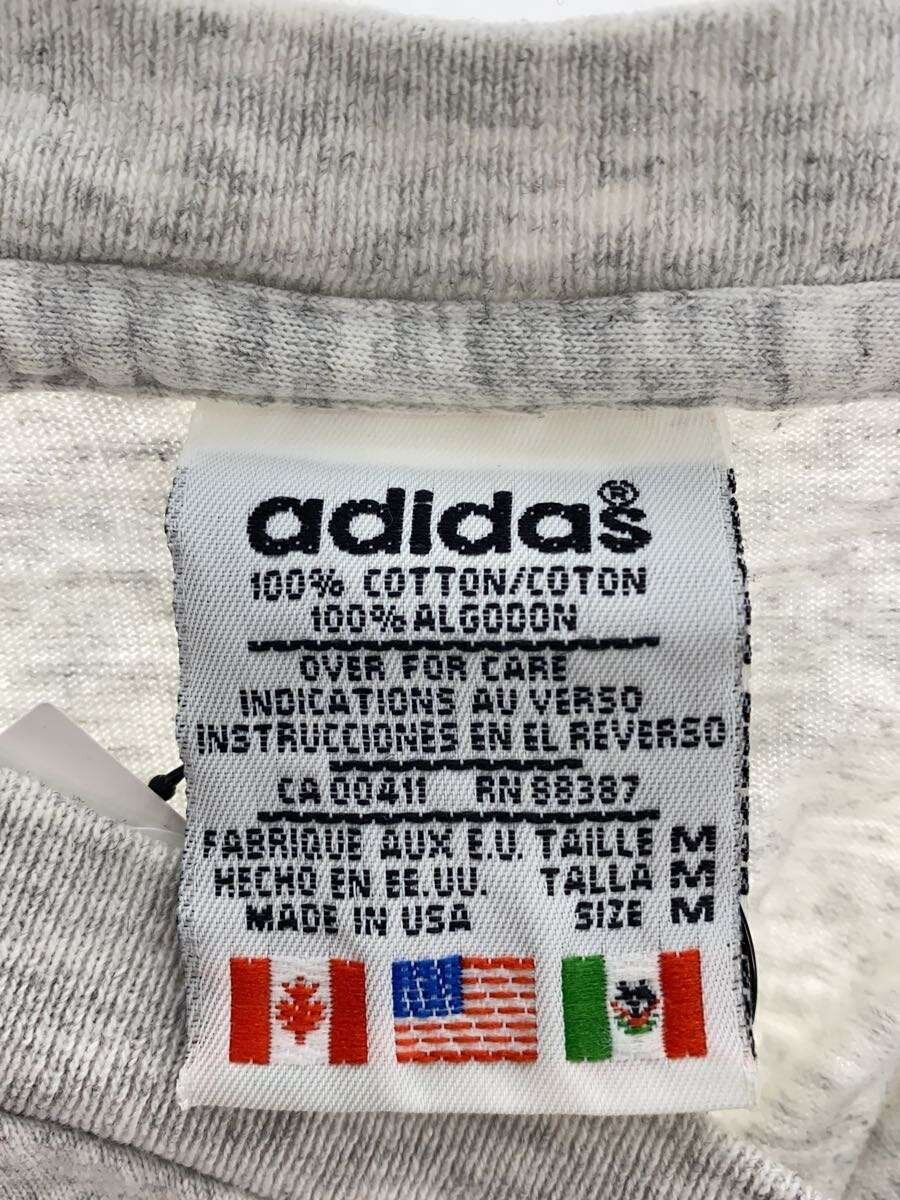 adidas®
100% COTTON/COTON
100% ALGODON
OVER FOR CARE
INDICATIONS AU VERSO
INSTRUCCIONES EN EL REVERSO
CA 00411 RN 88387
FABRIQUE AUX E.U. TAILLE M
HECHO EN EE.UU. TALLA M
MADE IN USA SIZE M